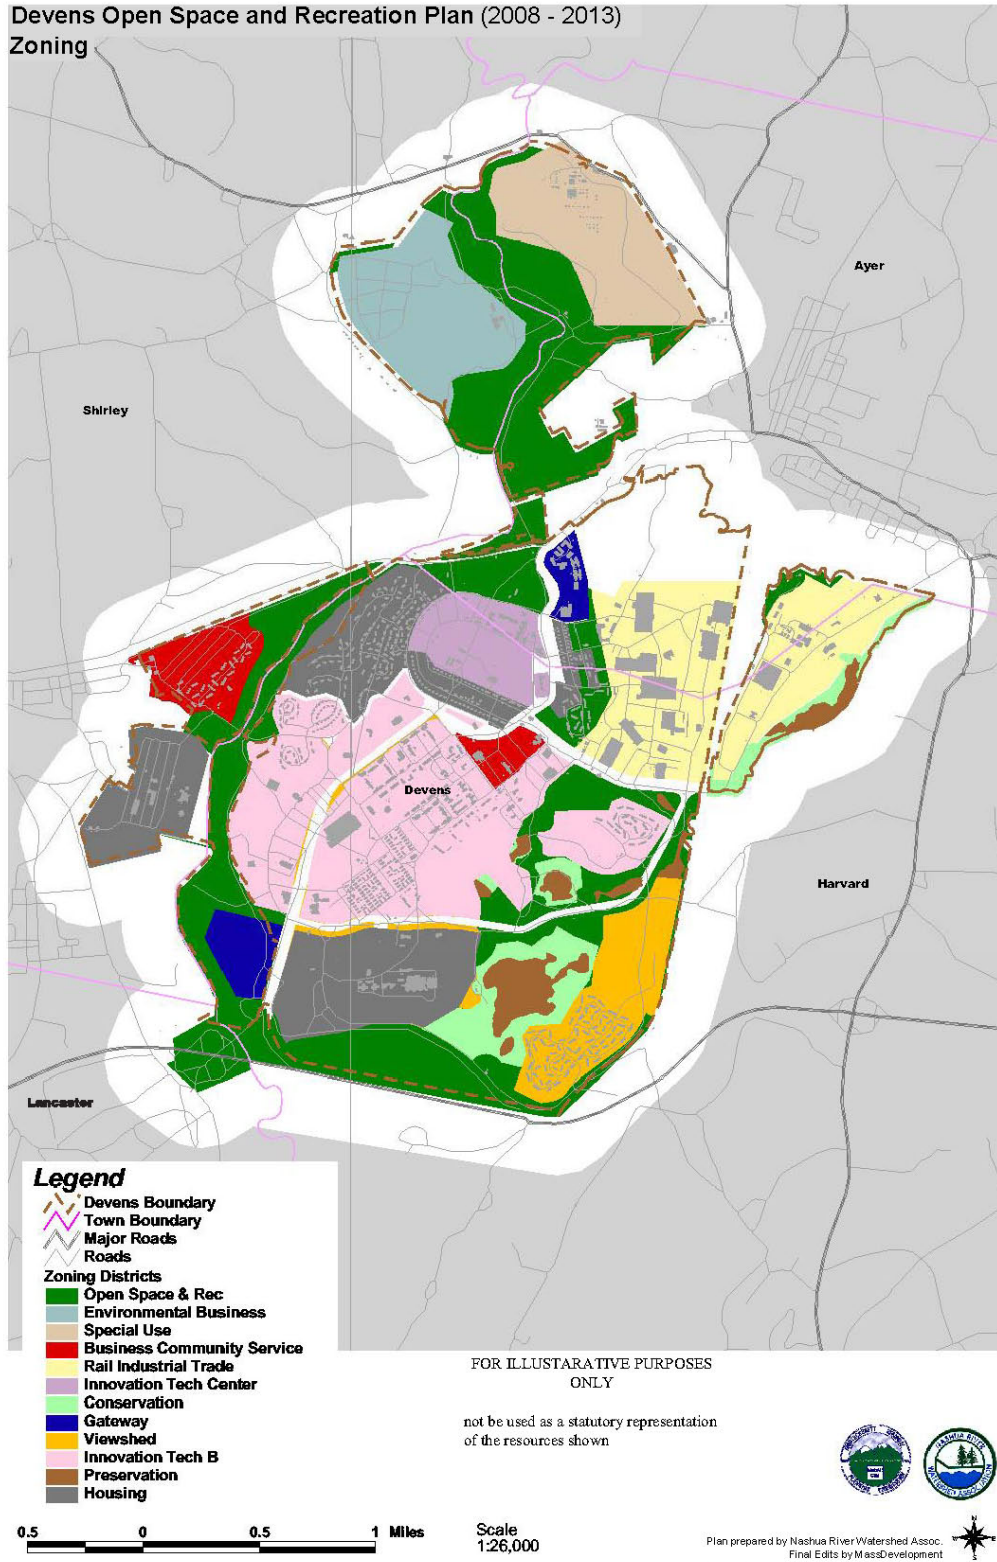 Devens Open Space and Recreation Plan (2008 - 2013)
Zoning
Ayer
Shirley
Devens
Harvard
Lancaster
Legend
Devens Boundary
Town Boundary
Major Roads
Roads
Zoning Districts
Open Space & Rec
Environmental Business
Special Use
Business Community Service
Rail Industrial Trade
Innovation Tech Center
Conservation
Gateway
Viewshed
Innovation Tech B
Preservation
Housing
FOR ILLUSTARATIVE PURPOSES
ONLY
not be used as a statutory representation
of the resources shown
NASHUA RIVER
WATERSHED ASSOCIATION
0.5 0 0.5 1 Miles
Scale
1:26,000
Plan prepared by Nashua River Watershed Assoc.
Final Edits by MassDevelopment
N
W E
S